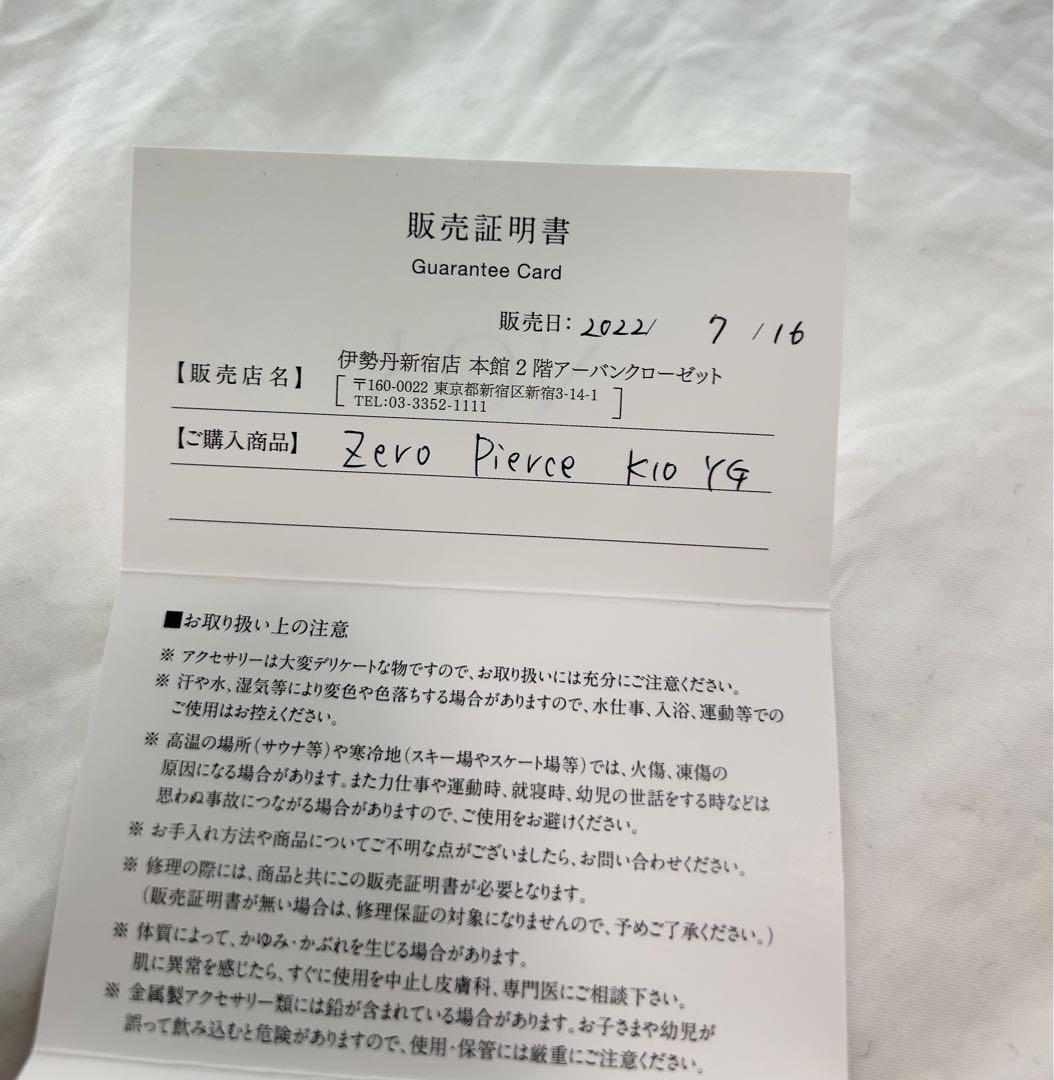 販売証明書
Guarantee Card
販売日: 2022/ 7 /16
【販売店名】 伊勢丹新宿店 本館2階アーバンクローゼット
〒160-0022 東京都新宿区新宿3-14-1
TEL:03-3352-1111
【ご購入商品】 Zero Pierce K10 YG
■お取り扱い上の注意
※ アクセサリーは大変デリケートな物ですので、お取り扱いには充分にご注意ください。
※ 汗や水、湿気等により変色や色落ちする場合がありますので、水仕事、入浴、運動等での
ご使用はお控えください。
※ 高温の場所(サウナ等)や寒冷地(スキー場やスケート場等)では、火傷、凍傷の
原因になる場合があります。また力仕事や運動時、就寝時、幼児の世話をする時などは
思わぬ事故につながる場合がありますので、ご使用をお避けください。
※ お手入れ方法や商品についてご不明な点がございましたら、お問い合わせください。
※ 修理の際には、商品と共にこの販売証明書が必要となります。
(販売証明書が無い場合は、修理保証の対象になりませんので、予めご了承ください。)
※ 体質によって、かゆみ・かぶれを生じる場合があります。
肌に異常を感じたら、すぐに使用を中止し皮膚科、専門医にご相談下さい。
※ 金属製アクセサリー類には鉛が含まれている場合があります。お子さまや幼児が
誤って飲み込むと危険がありますので、使用・保管には厳重にご注意ください。